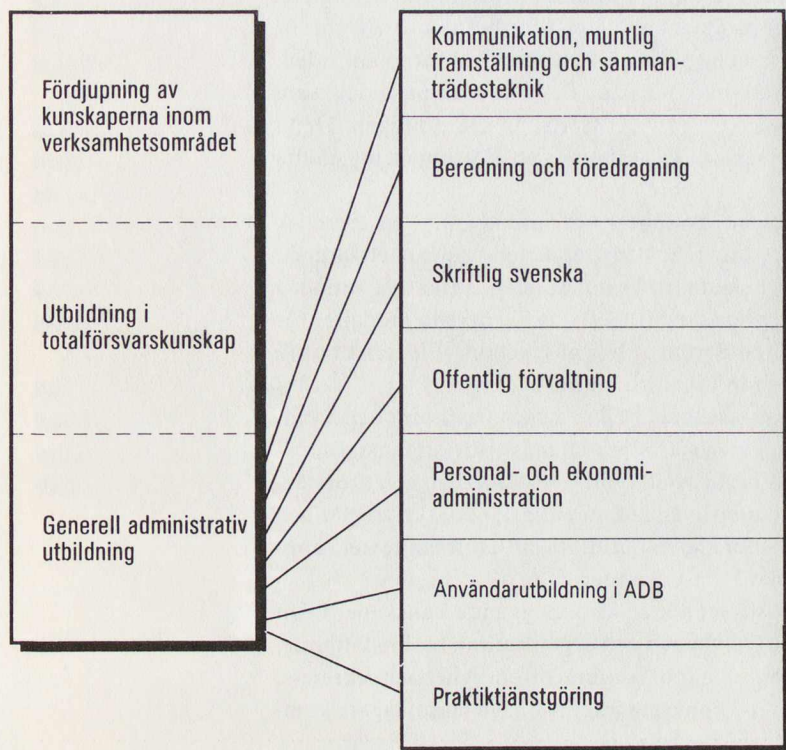 Fördjupning av
kunskaperna inom
verksamhetsområdet
Utbildning i
totalförsvarskunskap
Generell administrativ
utbildning
Kommunikation, muntlig
framställning och samman-
trädesteknik
Beredning och föredragning
Skriftlig svenska
Offentlig förvaltning
Personal- och ekonomi-
administration
Användarutbildning i ADB
Praktiktjänstgöring